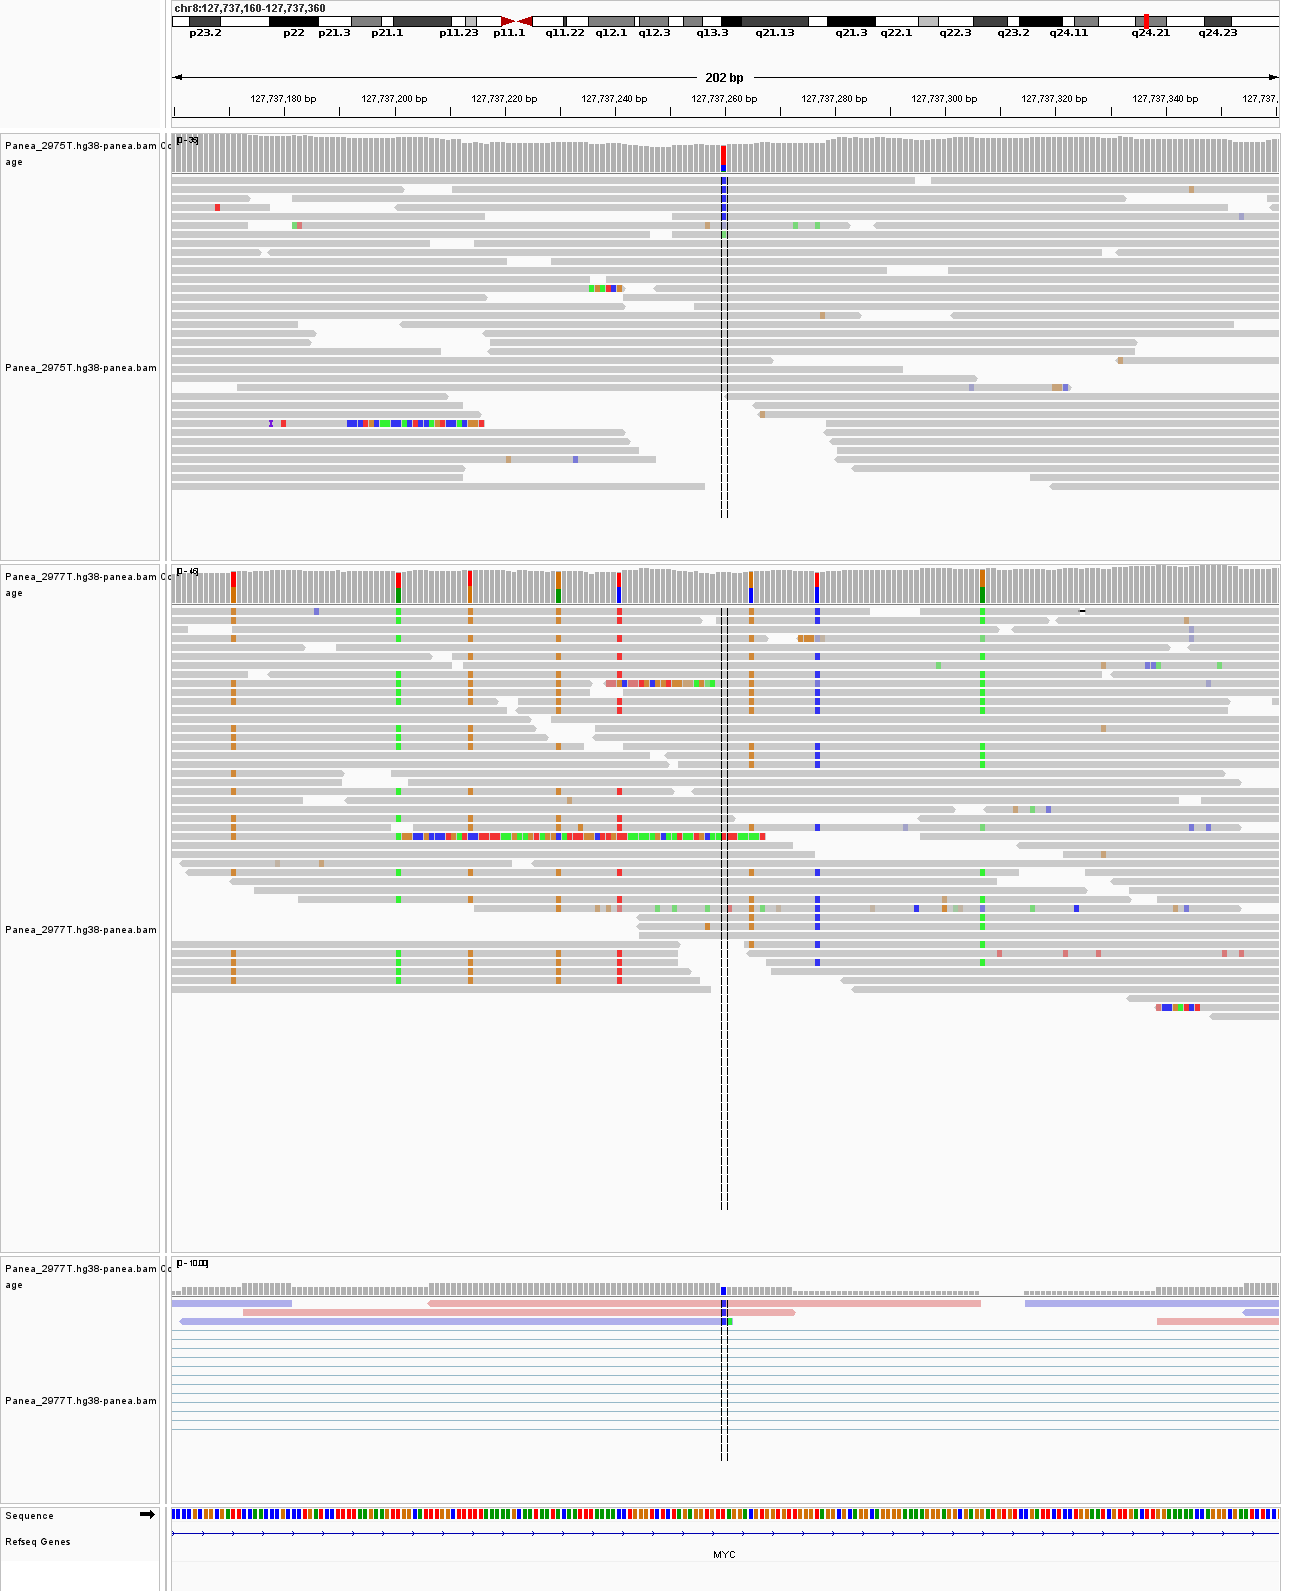 chr8:127,737,160-127,737,360
p23.2 p22 p21.3 p21.1 p11.23 p11.1 q11.22 q12.1 q12.3 q13.3 q21.13 q21.3 q22.1 q22.3 q23.2 q24.11 q24.21 q24.23
202 bp
127,737,180 bp 127,737,200 bp 127,737,220 bp 127,737,240 bp 127,737,260 bp 127,737,280 bp 127,737,300 bp 127,737,320 bp 127,737,340 bp 127,737,
Panea_2975T.hg38-panea.bam Co
age
Panea_2975T.hg38-panea.bam
Panea_2977T.hg38-panea.bam Co
age
Panea_2977T.hg38-panea.bam
Panea_2977T.hg38-panea.bam Co
age
[0 - 10.00]
Panea_2977T.hg38-panea.bam
Sequence
Refseq Genes
MYC